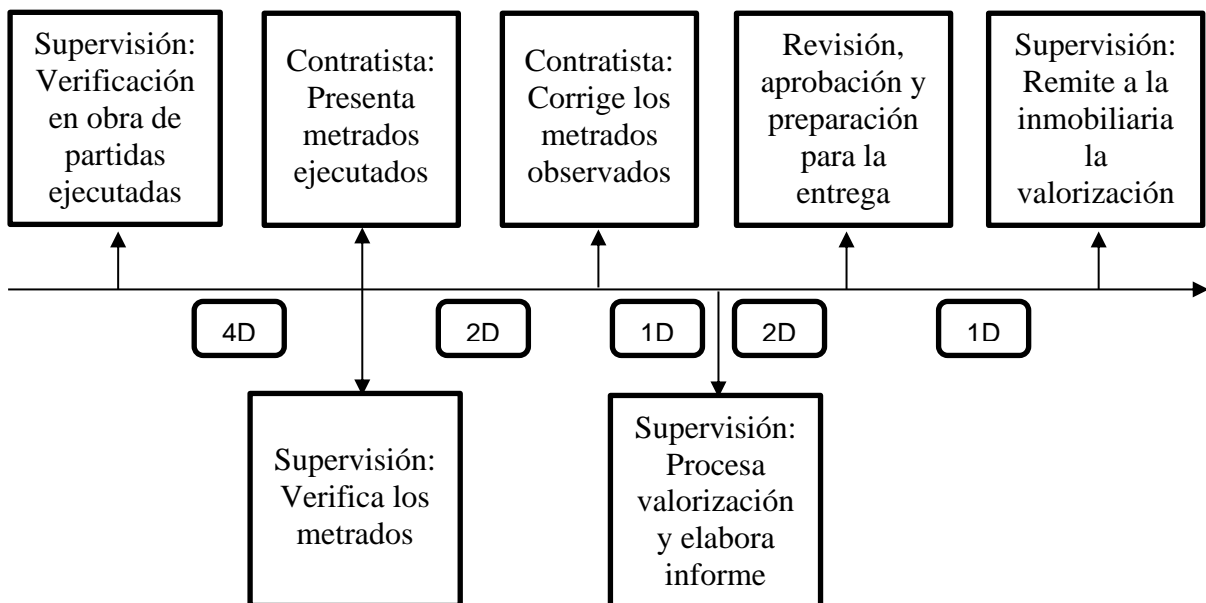 Supervisión:
Verificación
en obra de
partidas
ejecutadas
Contratista:
Presenta
metrados
ejecutados
Contratista:
Corrige los
metrados
observados
Revisión,
aprobación y
preparación
para la
entrega
Supervisión:
Remite a la
inmobiliaria
la
valorización
4D
2D
1D
2D
1D
Supervisión:
Verifica los
metrados
Supervisión:
Procesa
valorización
y elabora
informe